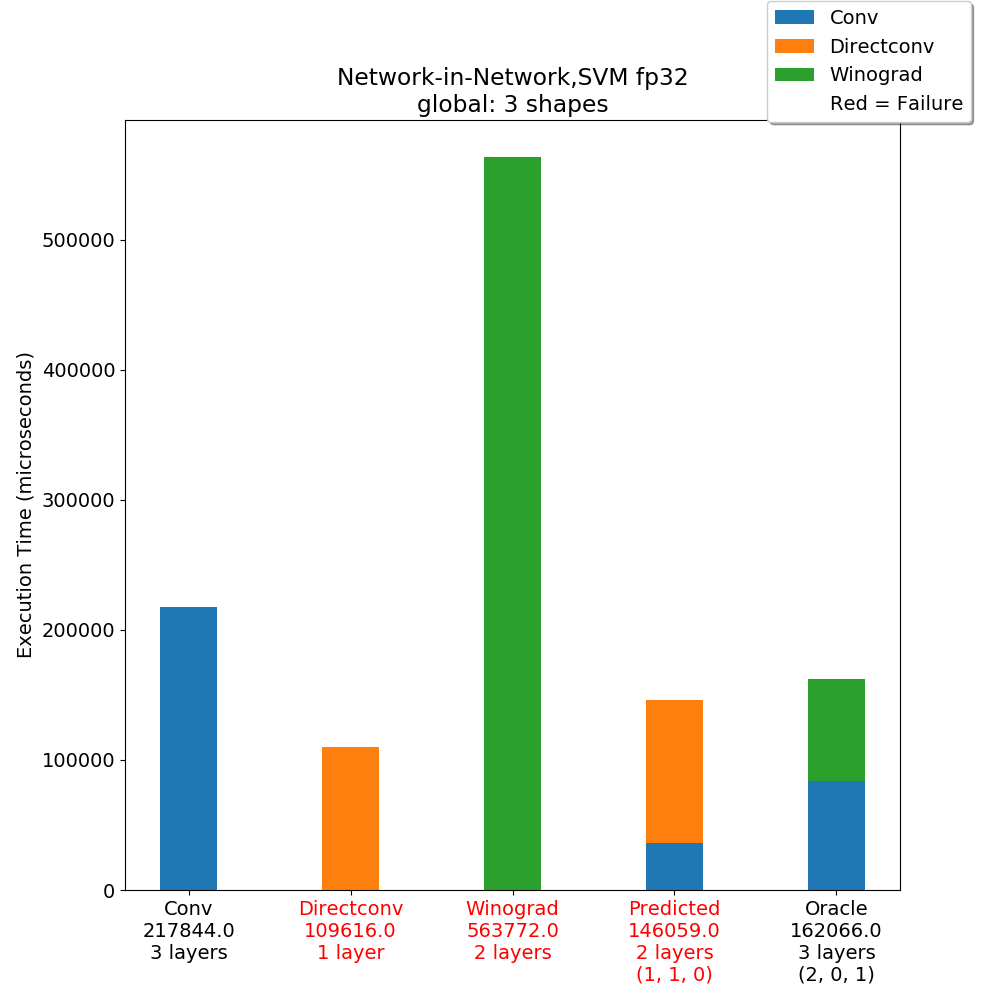 Conv
Directconv
Winograd
Red = Failure
Network-in-Network,SVM fp32
global: 3 shapes
Execution Time (microseconds)
500000
400000
300000
200000
100000
0
Conv
217844.0
3 layers
Directconv
109616.0
1 layer
Winograd
563772.0
2 layers
Predicted
146059.0
2 layers
(1, 1, 0)
Oracle
162066.0
3 layers
(2, 0, 1)